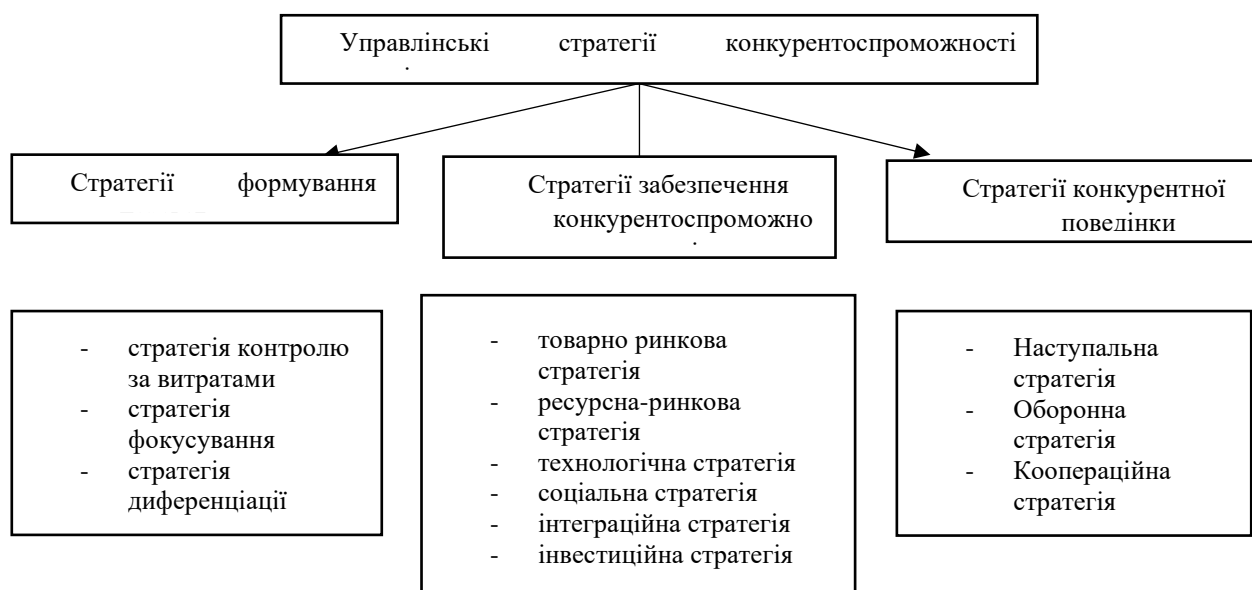 Управлінські стратегії конкурентоспроможності
Стратегії формування
Стратегії забезпечення
конкурентоспроможно
Стратегії конкурентної
поведінки
- стратегія контролю
за витратами
- стратегія
фокусування
- стратегія
диференціації
- товарно ринкова
стратегія
- ресурсна-ринкова
стратегія
- технологічна стратегія
- соціальна стратегія
- інтеграційна стратегія
- інвестиційна стратегія
- Наступальна
стратегія
- Оборонна
стратегія
- Коопераційна
стратегія